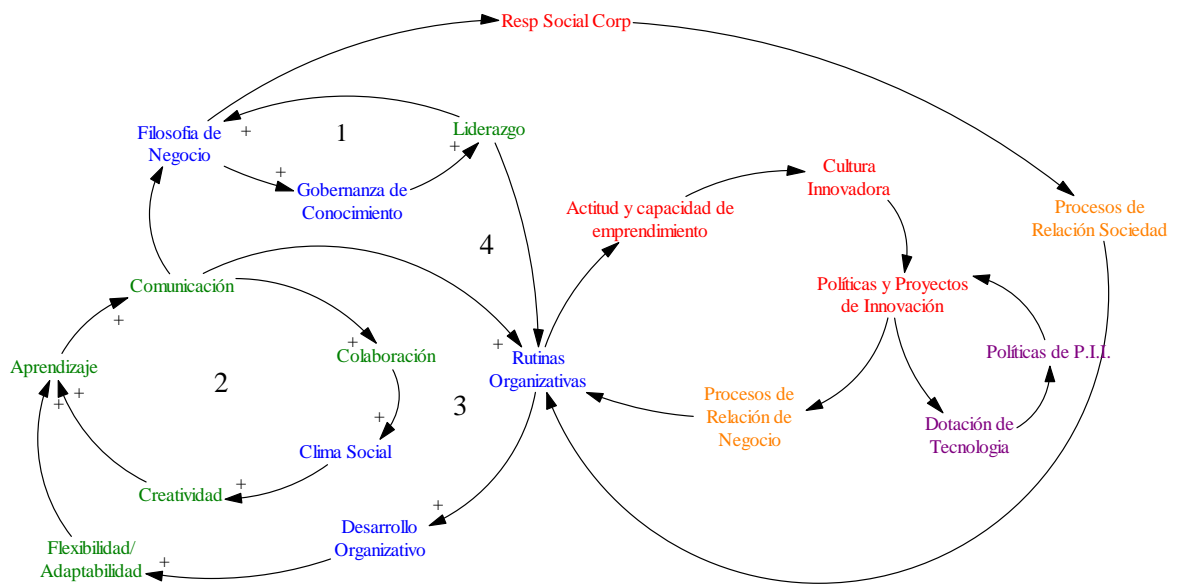 Resp Social Corp
Filosofia de
Negocio
+
1
Liderazgo
+
+
Gobernanza de
Conocimiento
Cultura
Innovadora
Actitud y capacidad de
emprendimiento
Procesos de
Relación Sociedad
4
Comunicación
+
Políticas y Proyectos
de Innovación
+
Colaboración
+
Rutinas
Organizativas
Políticas de P.I.I.
Aprendizaje
+
+
2
3
Procesos de
Relación de
Negocio
Dotación de
Tecnologia
+
Clima Social
+
Creatividad
+
Desarrollo
Organizativo
Flexibilidad/
Adaptabilidad
+